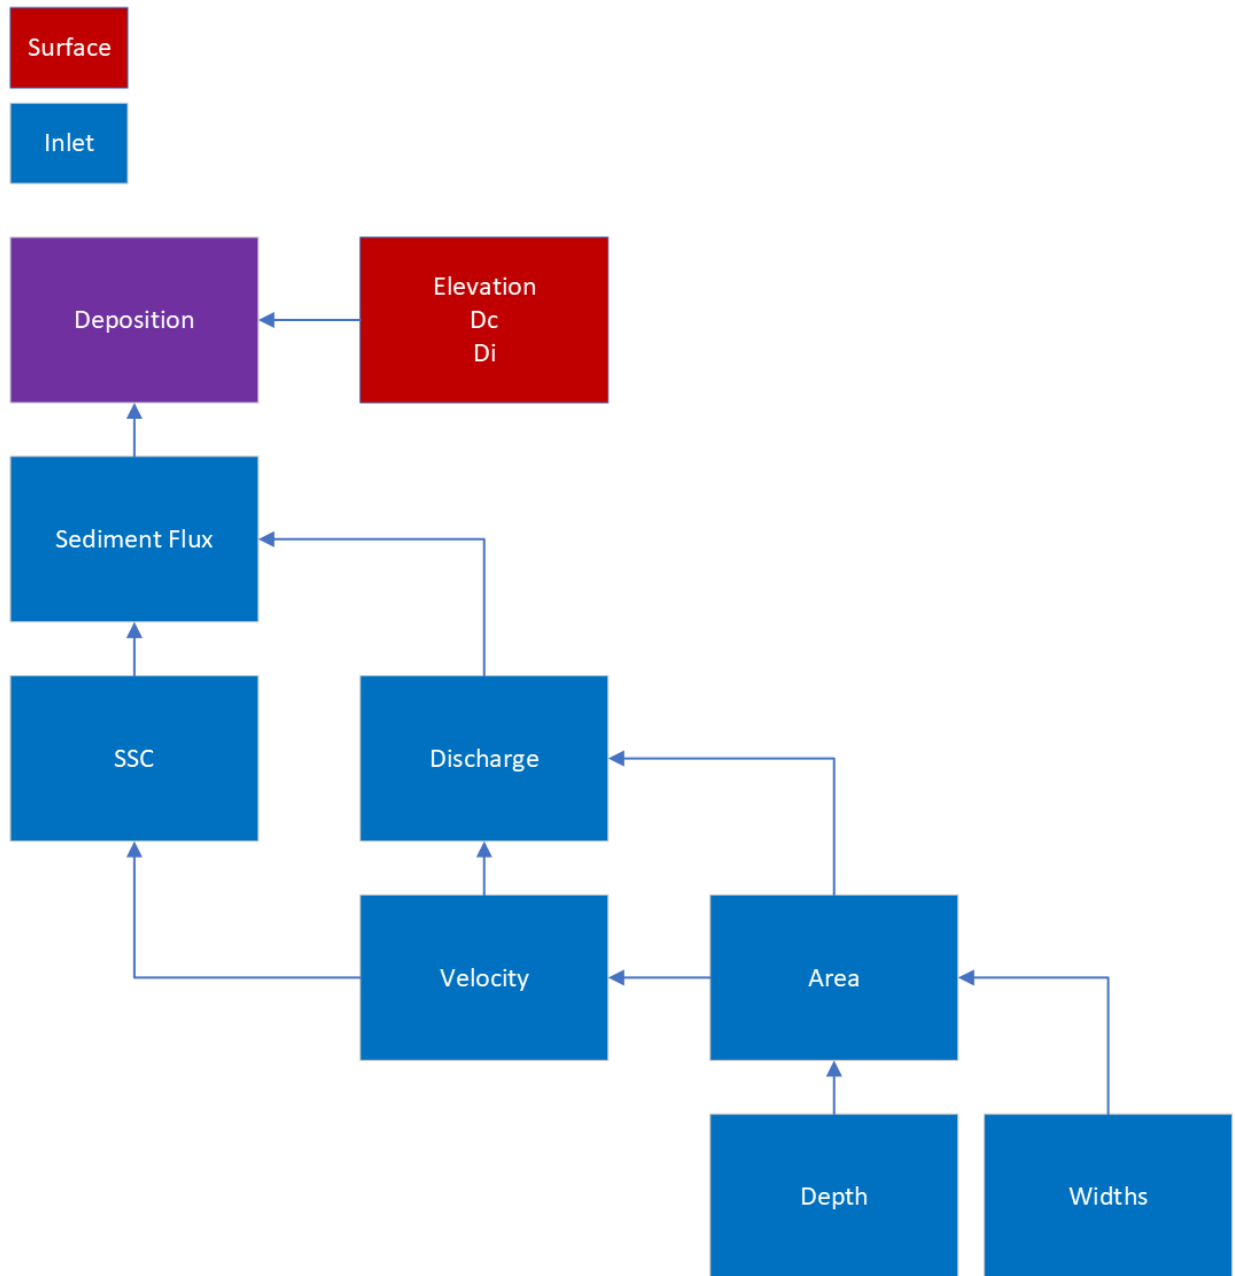 Surface
Inlet
Deposition
Elevation
Dc
Di
Sediment Flux
SSC
Discharge
Velocity
Area
Depth
Widths